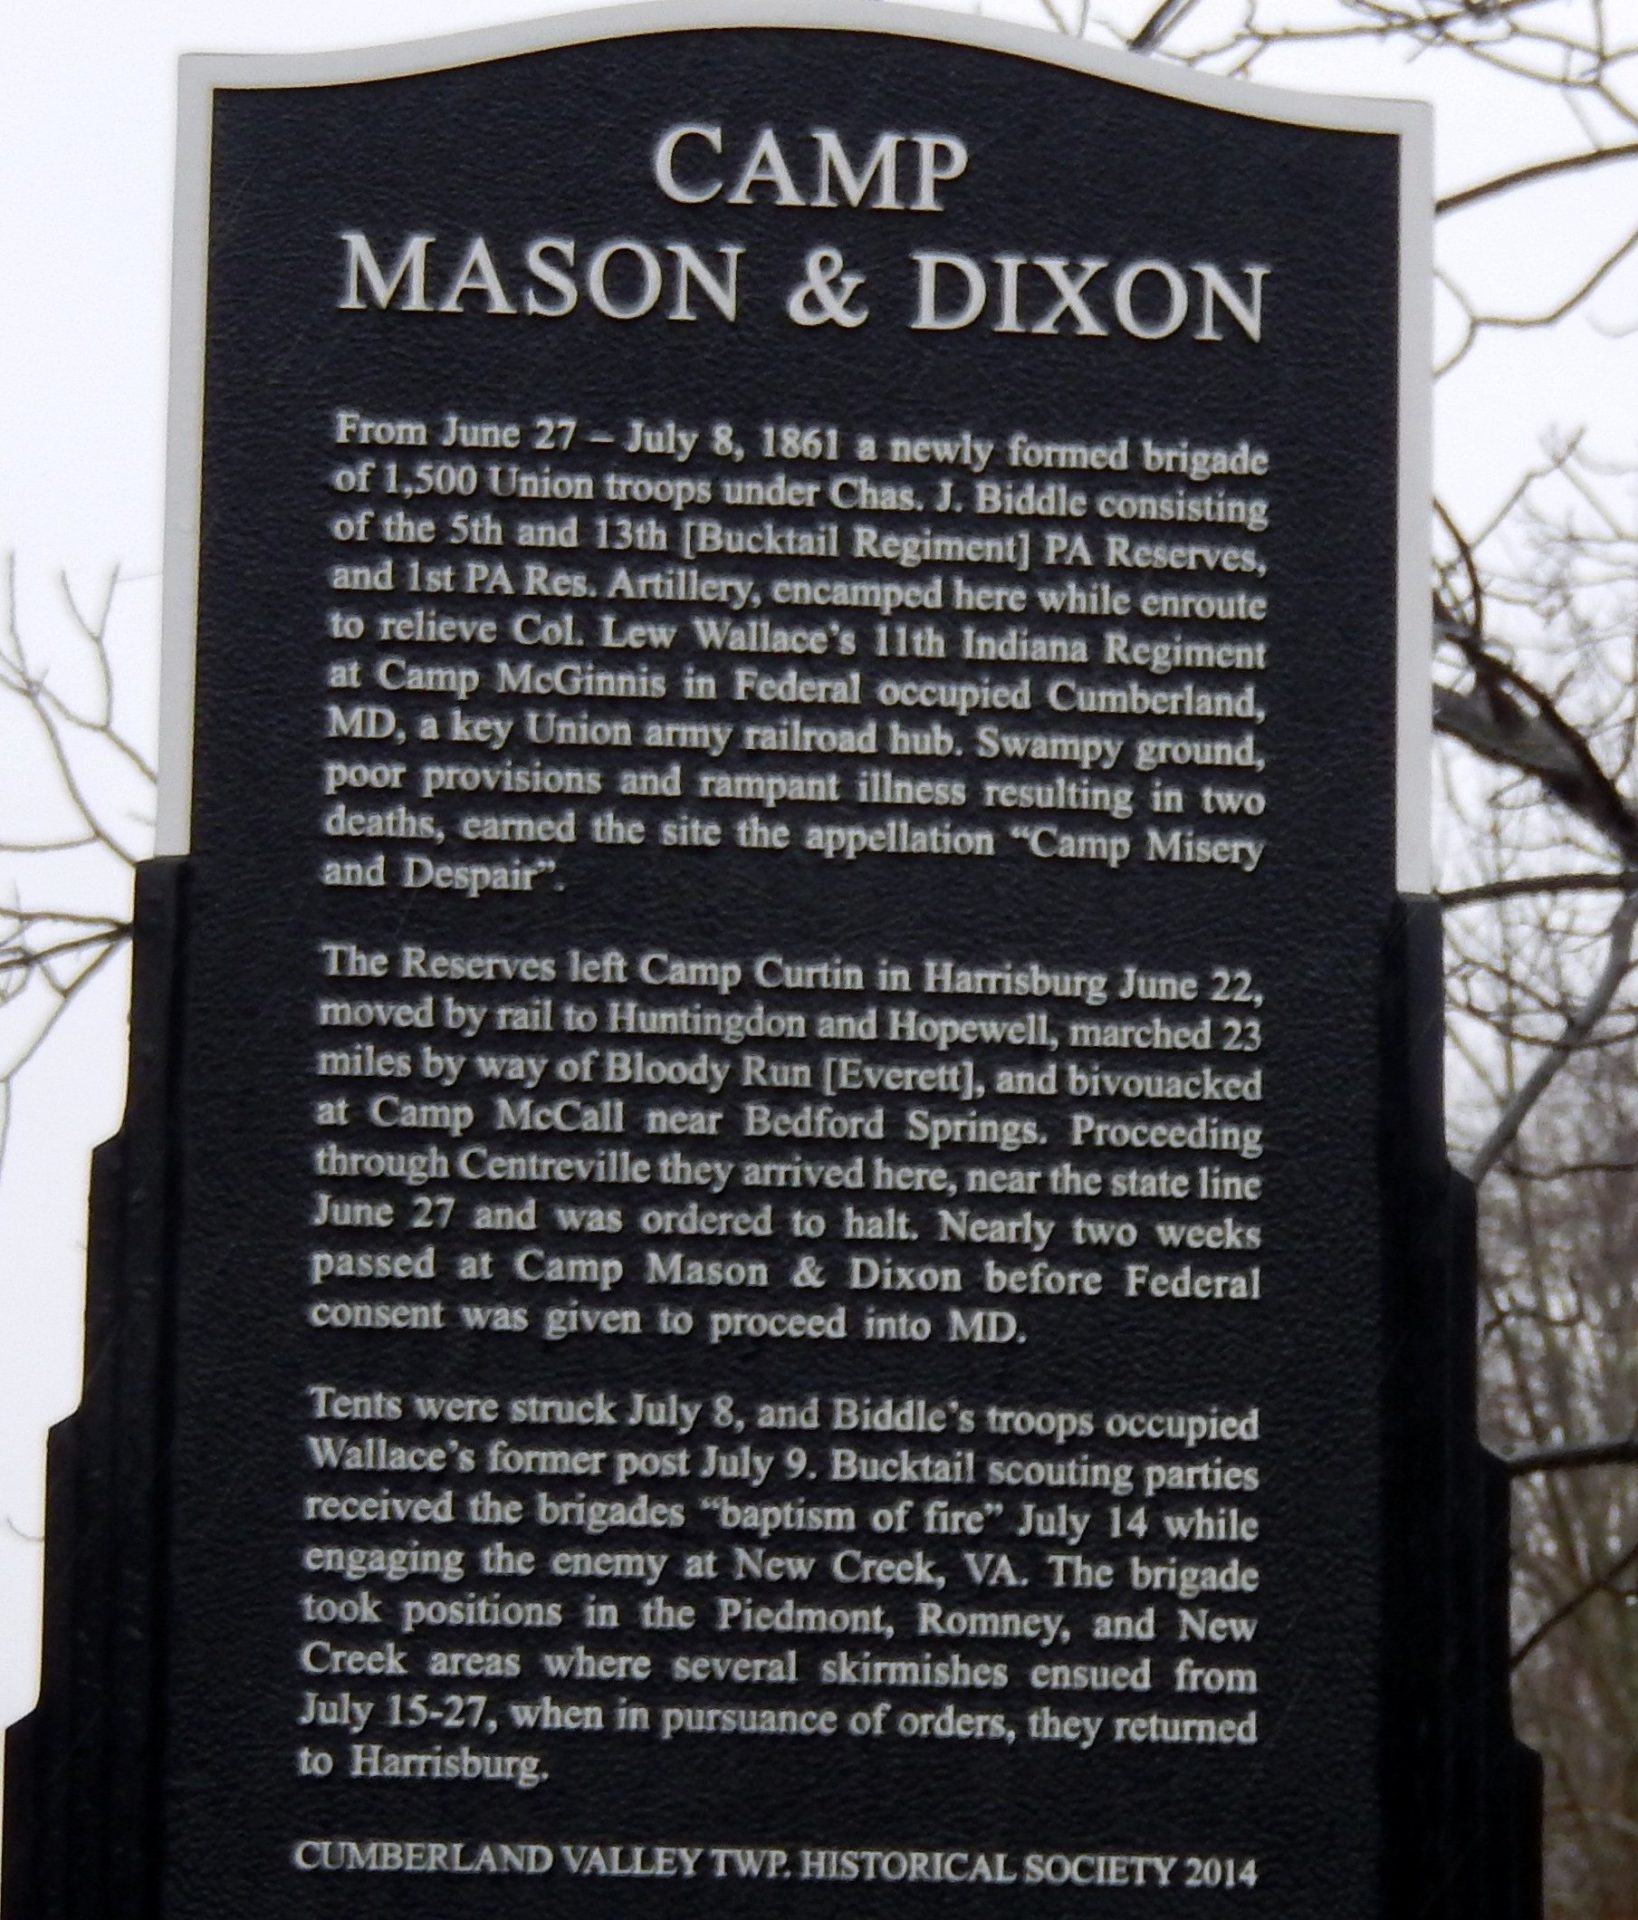 CAMP
MASON & DIXON
From June 27 – July 8, 1861 a newly formed brigade
of 1,500 Union troops under Chas. J. Biddle consisting
of the 5th and 13th [Bucktail Regiment] PA Reserves,
and 1st PA Res. Artillery, encamped here while enroute
to relieve Col. Lew Wallace's 11th Indiana Regiment
at Camp McGinnis in Federal occupied Cumberland,
MD, a key Union army railroad hub. Swampy ground,
poor provisions and rampant illness resulting in two
deaths, earned the site the appellation “Camp Misery
and Despair”.
The Reserves left Camp Curtin in Harrisburg June 22,
moved by rail to Huntingdon and Hopewell, marched 23
miles by way of Bloody Run [Everett], and bivouacked
at Camp McCall near Bedford Springs. Proceeding
through Centreville they arrived here, near the state line
June 27 and was ordered to halt. Nearly two weeks
passed at Camp Mason & Dixon before Federal
consent was given to proceed into MD.
Tents were struck July 8, and Biddle's troops occupied
Wallace's former post July 9. Bucktail scouting parties
received the brigades “baptism of fire” July 14 while
engaging the enemy at New Creek, VA. The brigade
took positions in the Piedmont, Romney, and New
Creek areas where several skirmishes ensued from
July 15-27, when in pursuance of orders, they returned
to Harrisburg.
CUMBERLAND VALLEY TWP. HISTORICAL SOCIETY 2014